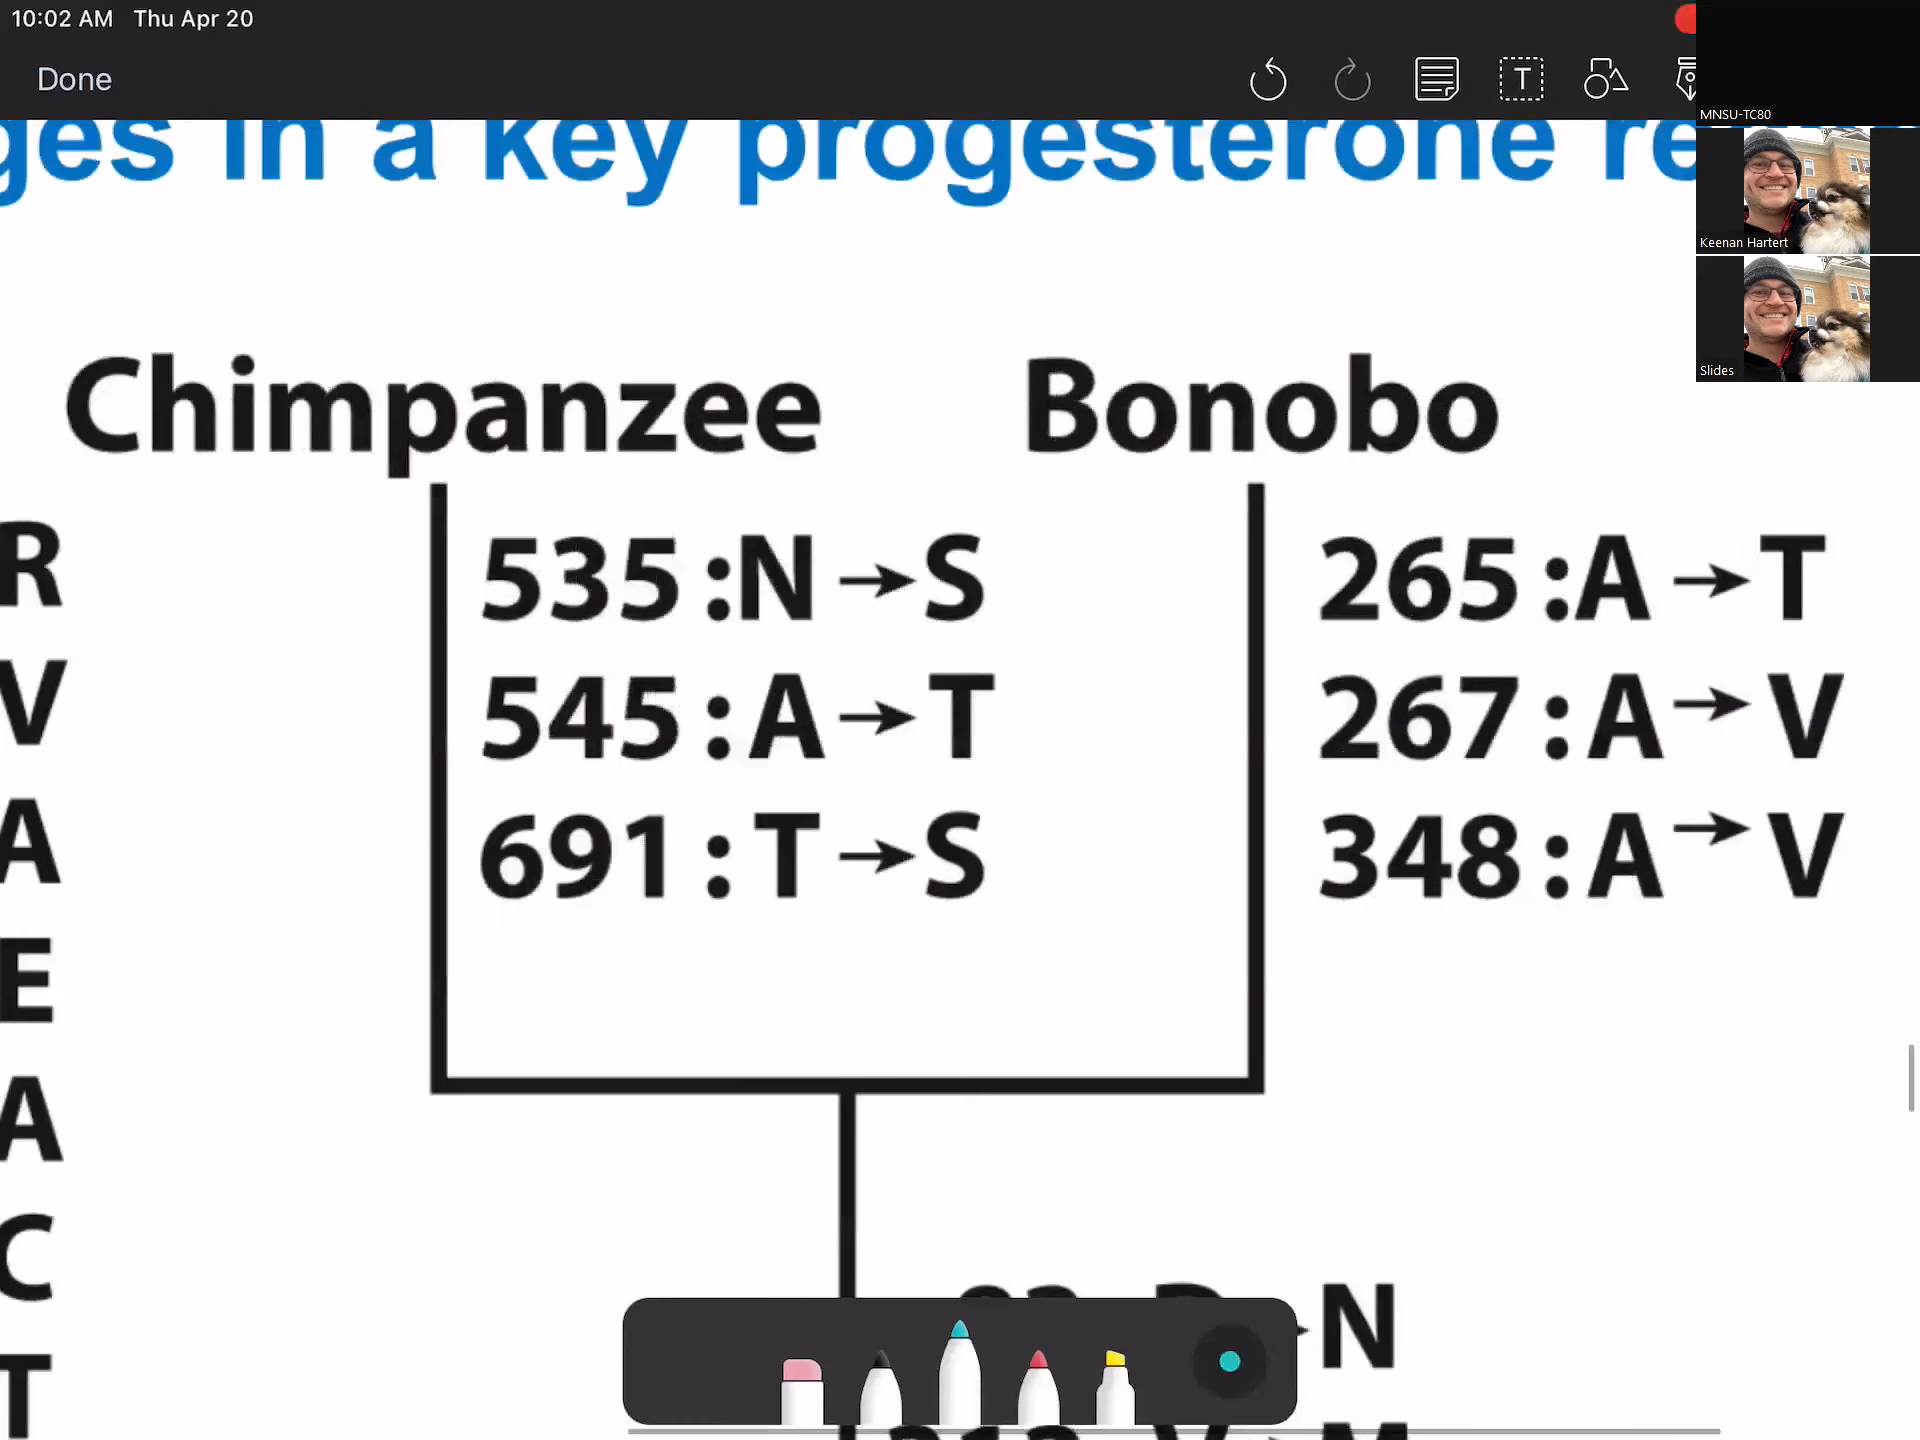 10:02 AM Thu Apr 20
Done
T
MNSU-TC80
ges in a key progesterone re
Keenan Hartert
Slides
Chimpanzee Bonobo
R 535:N→S 265:A→T
V 545:A→T 267:A→V
A 691:T→S 348:A→V
E
A
C
N
T